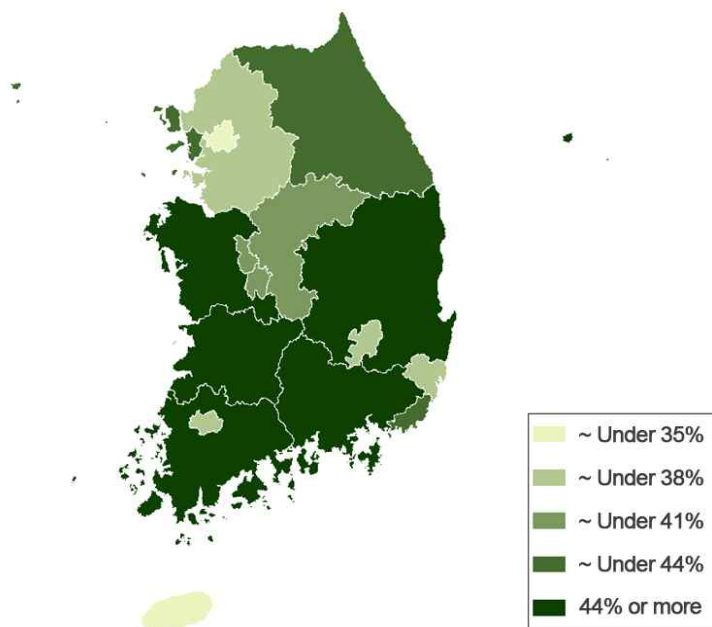 ~ Under 35%
~ Under 38%
~ Under 41%
~ Under 44%
44% or more